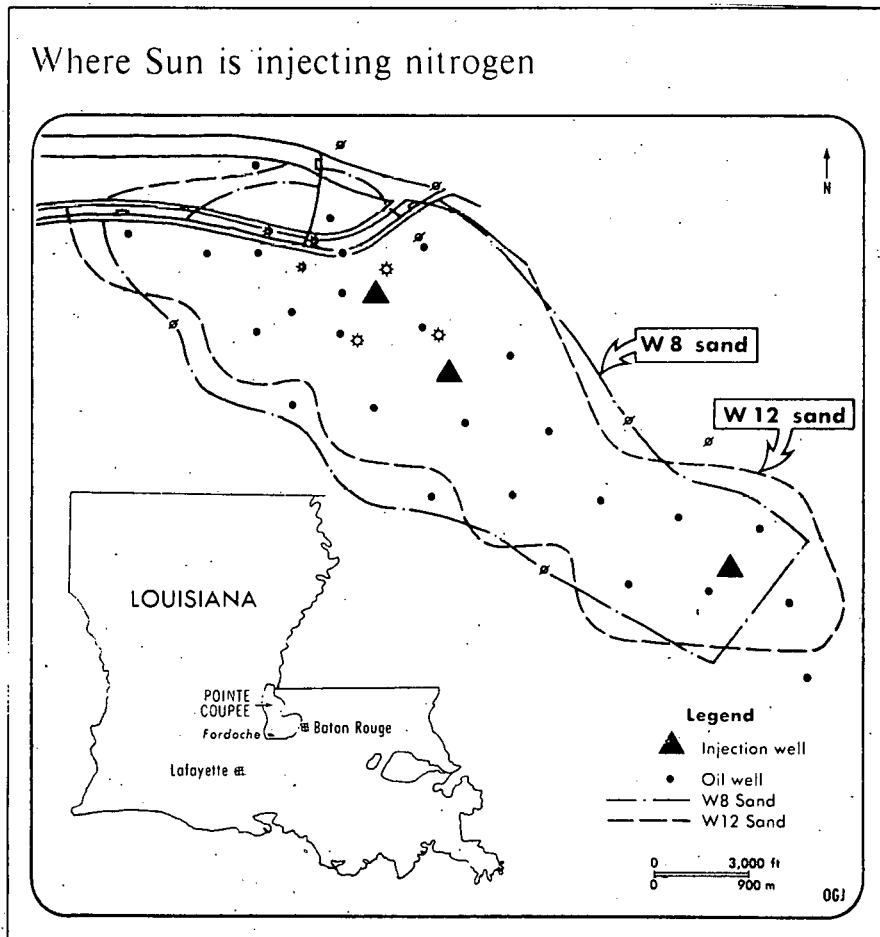 Where Sun is injecting nitrogen
N
W 8 sand
W 12 sand
LOUISIANA
POINTE
COUPEE
Fordoche
Baton Rouge
Lafayette
Legend
Injection well
Oil well
W8 Sand
W12 Sand
0 3,000 ft
0 900 m
OGJ